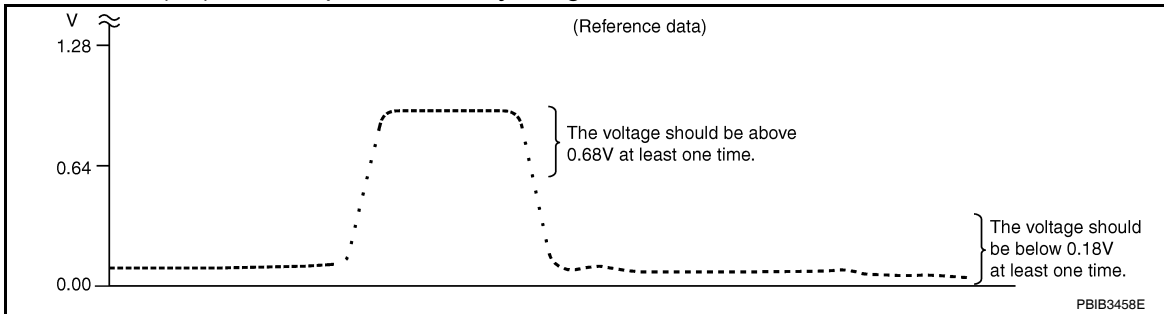 V
(Reference data)
1.28
The voltage should be above
0.68V at least one time.
0.64
The voltage should
be below 0.18V
at least one time.
0.00
PBIB3458E